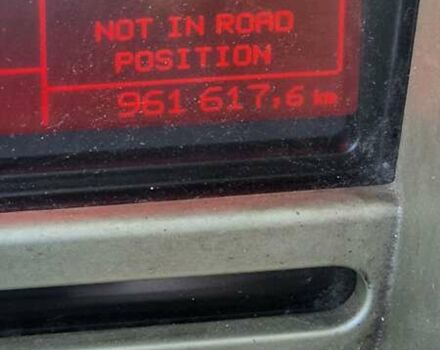 NOT IN ROAD
POSITION
961 617,6 km